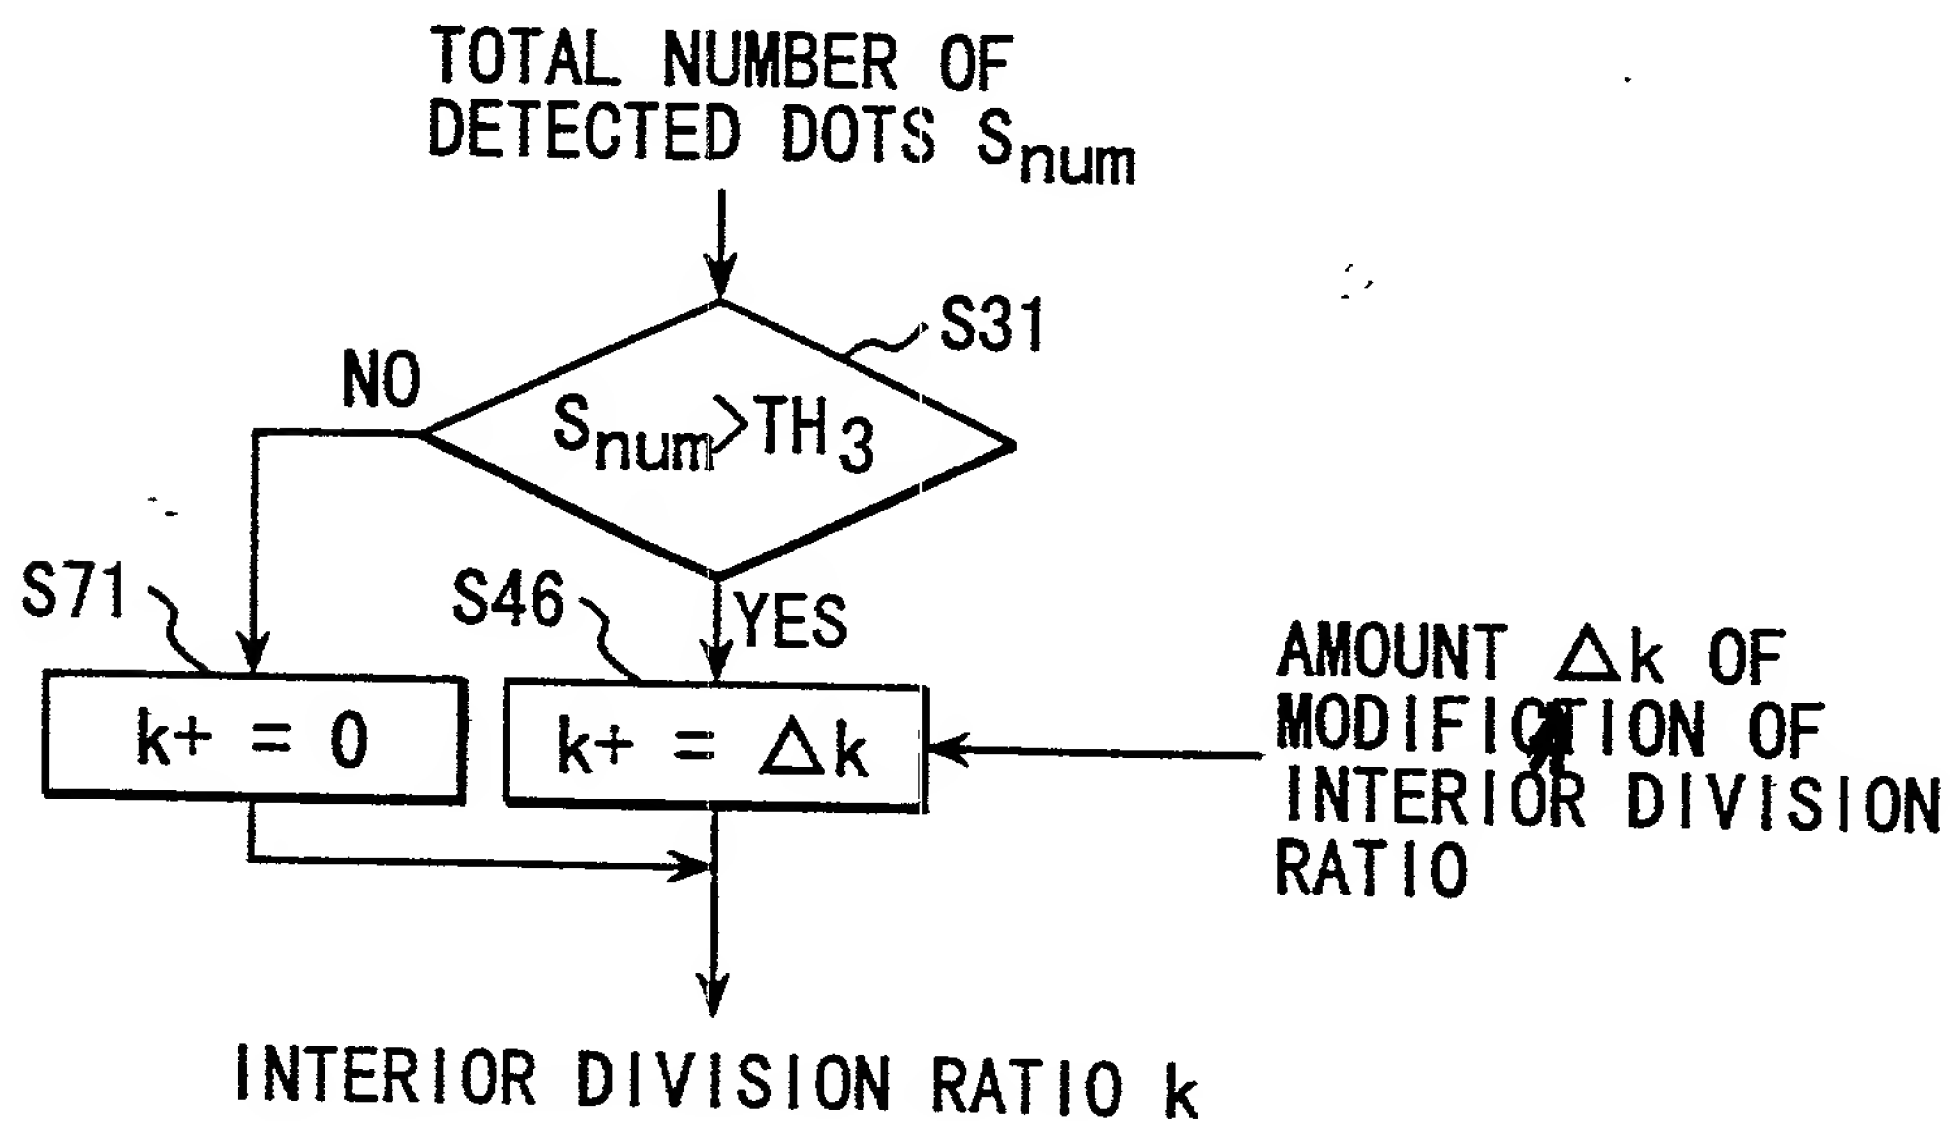 TOTAL NUMBER OF
DETECTED DOTS Snum
S31
NO
Snum>TH3
S71
S46
YES
k+ = 0
k+ = Δk
AMOUNT Δk OF
MODIFICTION OF
INTERIOR DIVISION
RATIO
INTERIOR DIVISION RATIO k